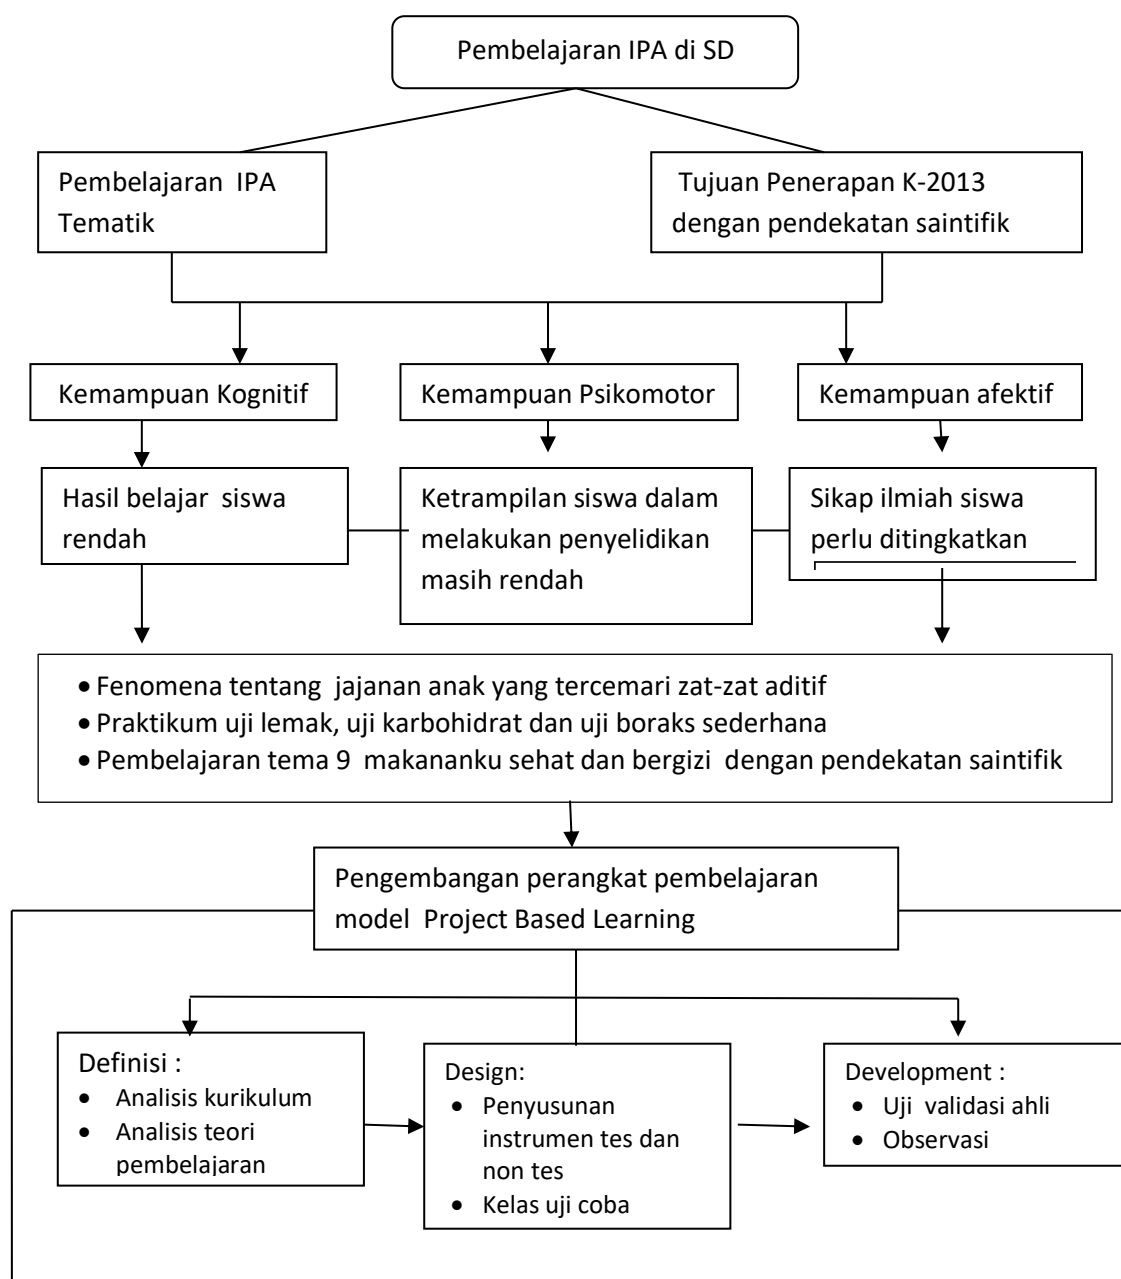 Pembelajaran IPA di SD
Pembelajaran IPA
Tematik
Tujuan Penerapan K-2013
dengan pendekatan saintifik
Kemampuan Kognitif
Kemampuan Psikomotor
Kemampuan afektif
Hasil belajar siswa
rendah
Ketrampilan siswa dalam
melakukan penyelidikan
masih rendah
Sikap ilmiah siswa
perlu ditingkatkan
• Fenomena tentang jajanan anak yang tercemari zat-zat aditif
• Praktikum uji lemak, uji karbohidrat dan uji boraks sederhana
• Pembelajaran tema 9 makananku sehat dan bergizi dengan pendekatan saintifik
Pengembangan perangkat pembelajaran
model Project Based Learning
Definisi :
• Analisis kurikulum
• Analisis teori
pembelajaran
Design:
• Penyusunan
instrumen tes dan
non tes
• Kelas uji coba
Development :
• Uji validasi ahli
• Observasi